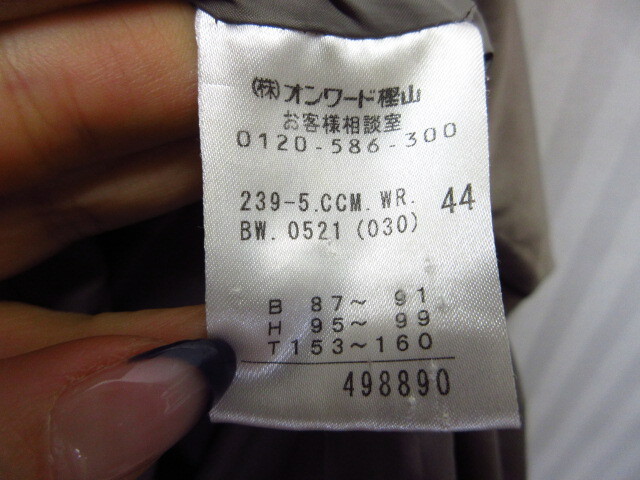 (株)オンワード樫山
お客様相談室
0120-586-300
239-5.CCM.WR. 44
BW.0521(030)
B 87〜 91
H 95〜 99
T153〜160
498890